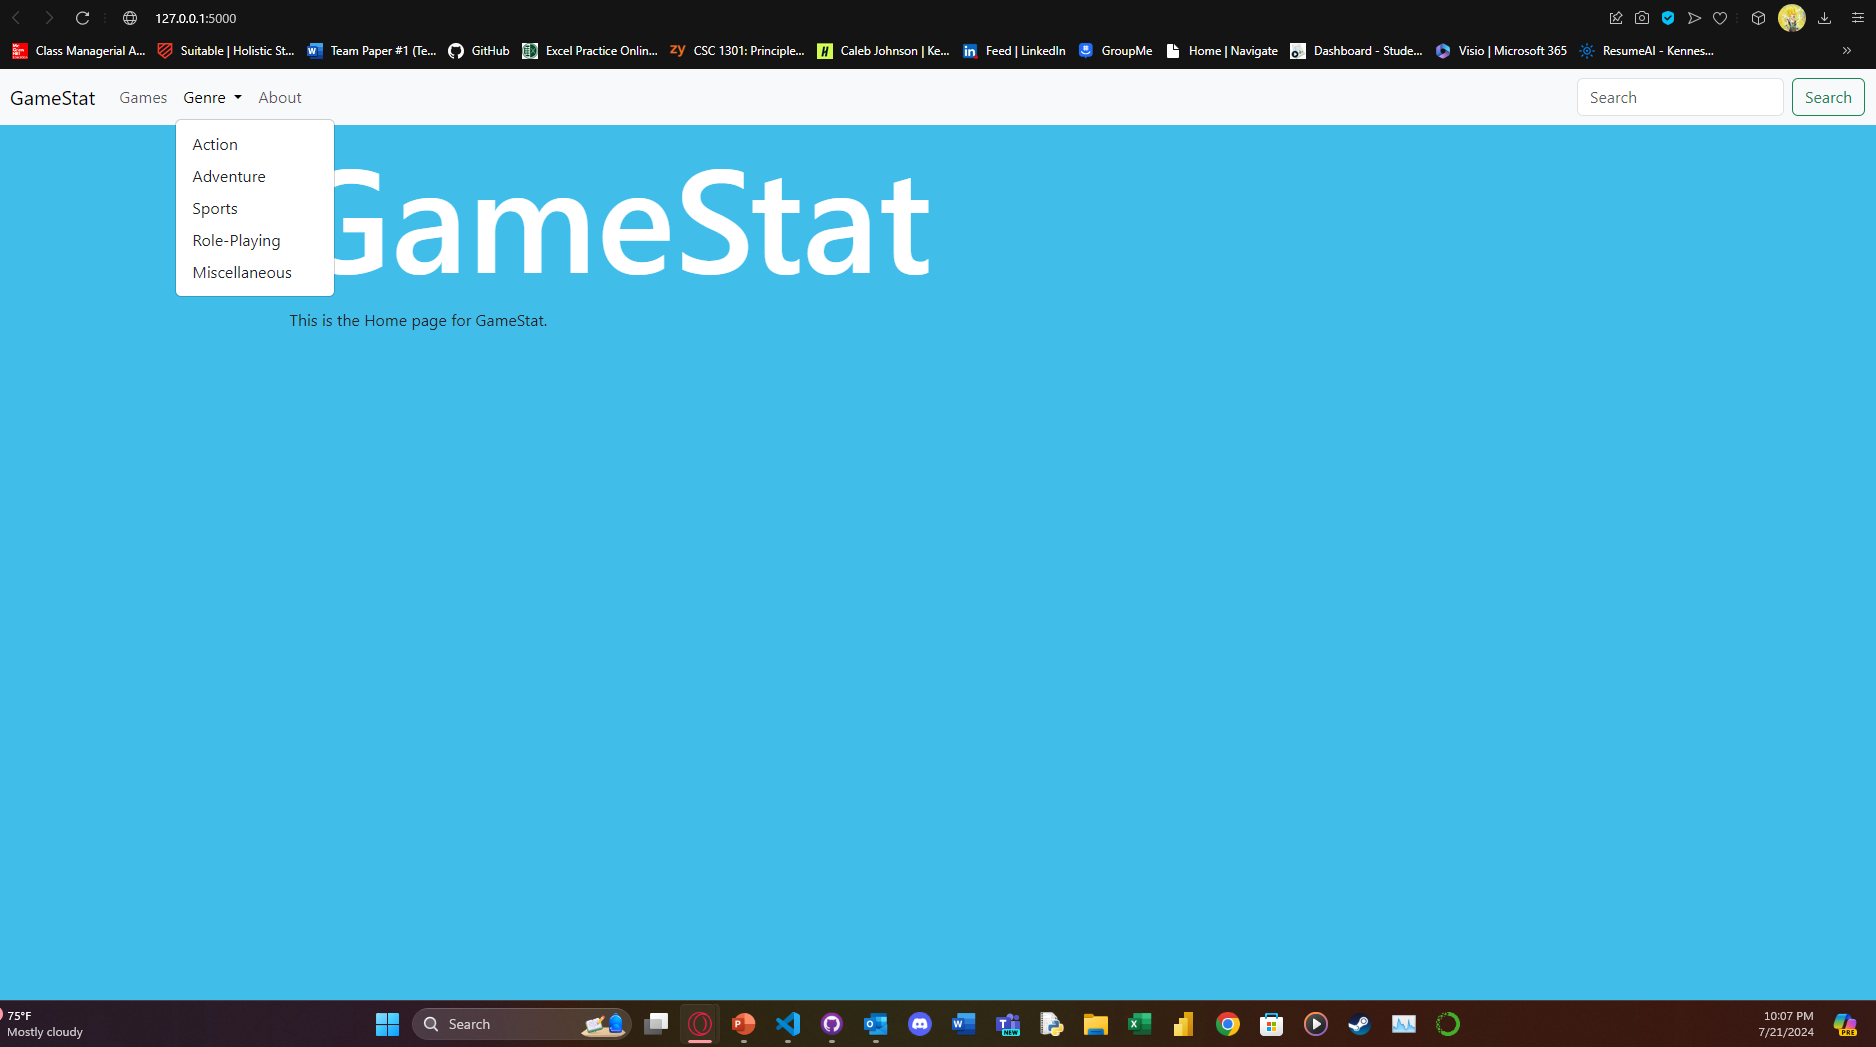 127.0.0.1:5000
Class Managerial A... Suitable | Holistic St... Team Paper #1 (Te... GitHub Excel Practice Onlin... CSC 1301: Principle... Caleb Johnson | Ke... Feed | LinkedIn GroupMe Home | Navigate Dashboard - Stude... Visio | Microsoft 365 ResumeAI - Kennes... »
GameStat Games Genre About Search Search
Action
Adventure
Sports
Role-Playing
Miscellaneous
GameStat
This is the Home page for GameStat.
75°F
Mostly cloudy
Search
10:07 PM
7/21/2024